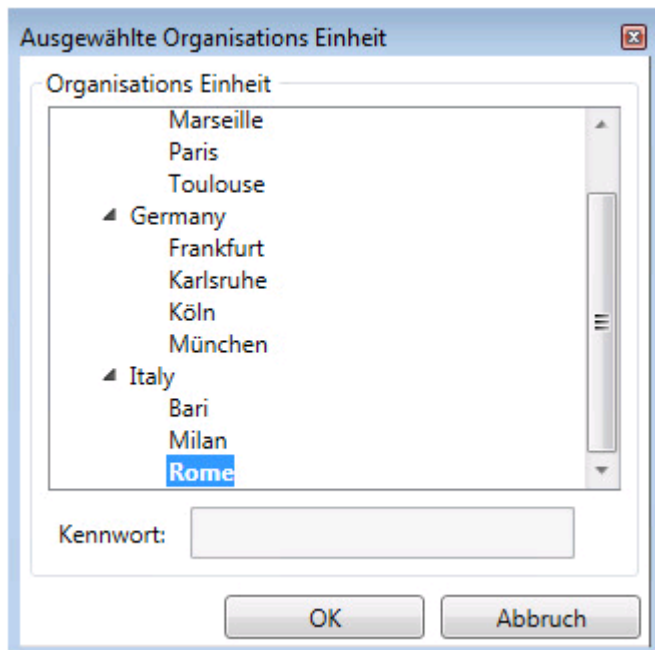 Ausgewählte Organisations Einheit
Organisations Einheit
Marseille
Paris
Toulouse
Germany
Frankfurt
Karlsruhe
Köln
München
Italy
Bari
Milan
Rome
Kennwort:
OK
Abbruch